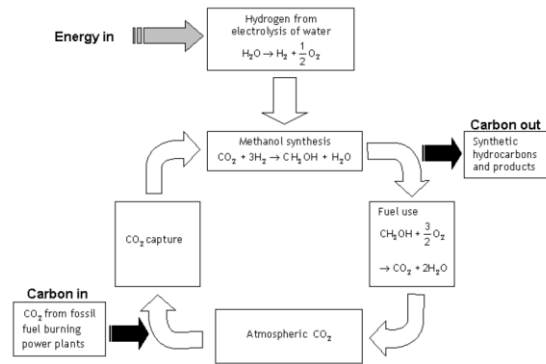 Energy in
Hydrogen from
electrolysis of water
H₂O → H₂ + 1/2 O₂
Methanol synthesis
CO₂ + 3H₂ → CH₃OH + H₂O
Carbon out
Synthetic
hydrocarbons
and products
Fuel use
CH₃OH + 3/2 O₂
→ CO₂ + 2H₂O
CO₂ capture
Carbon in
CO₂ from fossil
fuel burning
power plants
Atmospheric CO₂